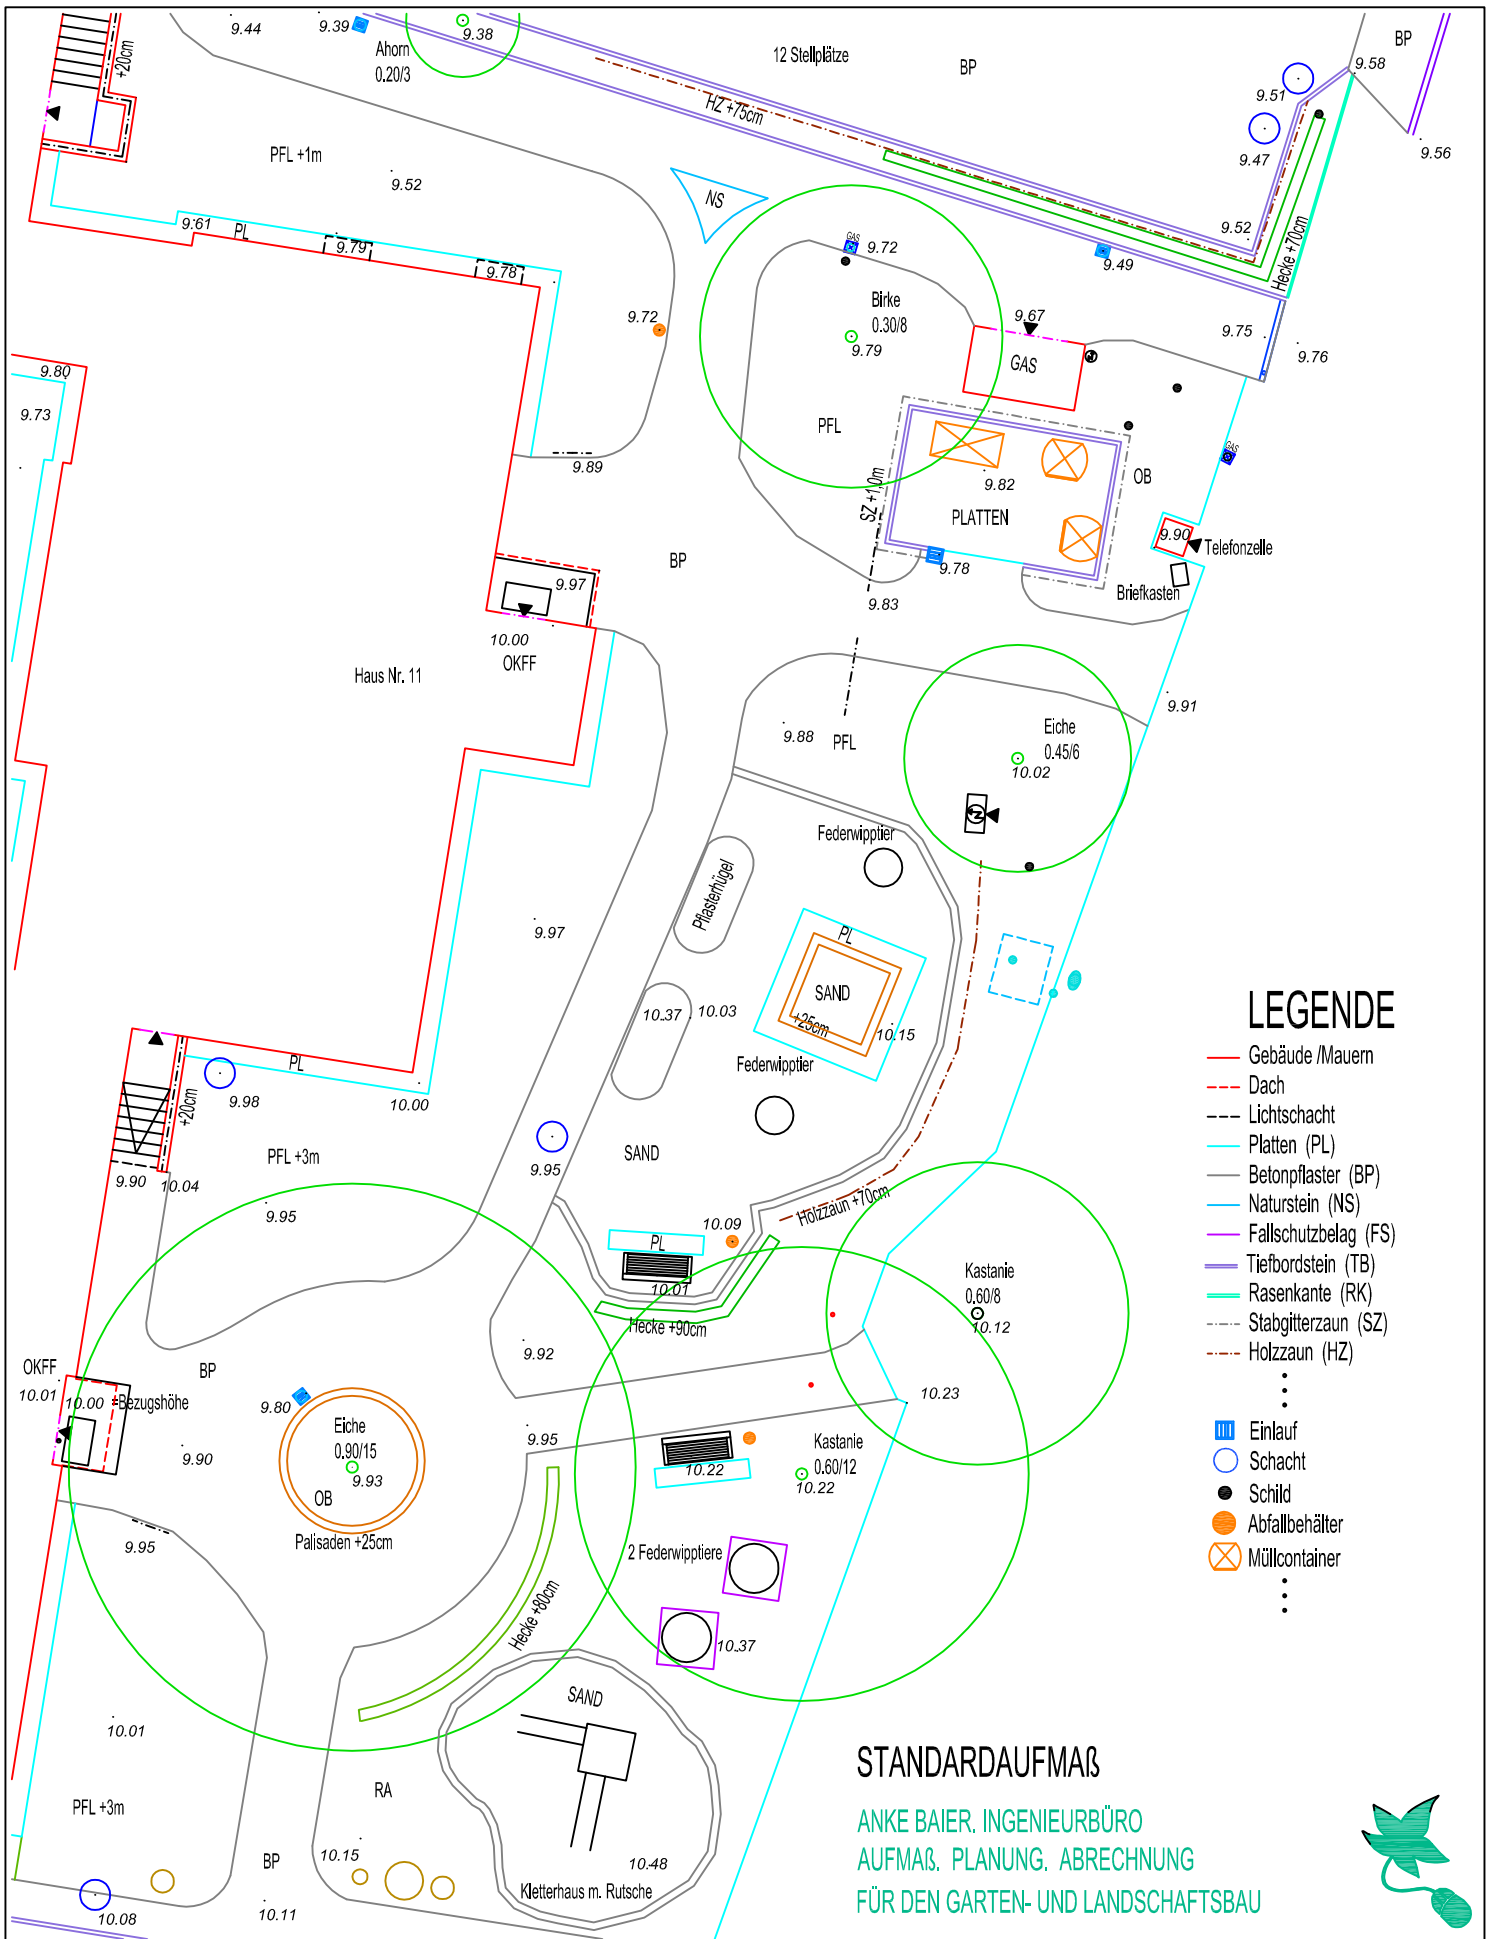 9.44
9.39
Ahorn
0.20/3
9.38
12 Stellplätze
BP
BP
9.58
9.51
9.47
9.56
+20cm
HZ +75cm
PFL +1m
9.52
NS
9.61
PL
9.79
9.78
GAS
9.72
9.52
9.49
Hecke +70cm
9.72
Birke
0.30/8
9.79
9.67
GAS
9.75
9.76
9.80
9.73
PFL
9.89
9.82
SZ +1,0m
PLATTEN
OB
GAS
9.90
Telefonzelle
9.78
Briefkasten
BP
9.97
9.83
10.00
OKFF
Haus Nr. 11
9.91
9.88
PFL
Eiche
0.45/6
10.02
Federwipptier
Pflasterhügel
9.97
PL
SAND
+25cm
10.15
10.37
10.03
Federwipptier
PL
+20cm
9.98
10.00
9.95
SAND
PFL +3m
9.90
10.04
9.95
Holzzaun +70cm
10.09
PL
10.01
Hecke +90cm
Kastanie
0.60/8
10.12
9.92
BP
OKFF
10.01
10.00
=Bezugshöhe
9.80
10.23
Eiche
0.90/15
9.93
OB
9.90
9.95
Kastanie
0.60/12
10.22
10.22
Palisaden +25cm
9.95
2 Federwipptiere
Hecke +80cm
10.37
SAND
10.01
RA
PFL +3m
10.15
BP
10.48
Kletterhaus m. Rutsche
10.08
10.11
LEGENDE
Gebäude /Mauern
Dach
Lichtschacht
Platten (PL)
Betonpflaster (BP)
Naturstein (NS)
Fallschutzbelag (FS)
Tiefbordstein (TB)
Rasenkante (RK)
Stabgitterzaun (SZ)
Holzzaun (HZ)
Einlauf
Schacht
Schild
Abfallbehälter
Müllcontainer
STANDARDAUFMAß
ANKE BAIER, INGENIEURBÜRO
AUFMAß, PLANUNG, ABRECHNUNG
FÜR DEN GARTEN- UND LANDSCHAFTSBAU